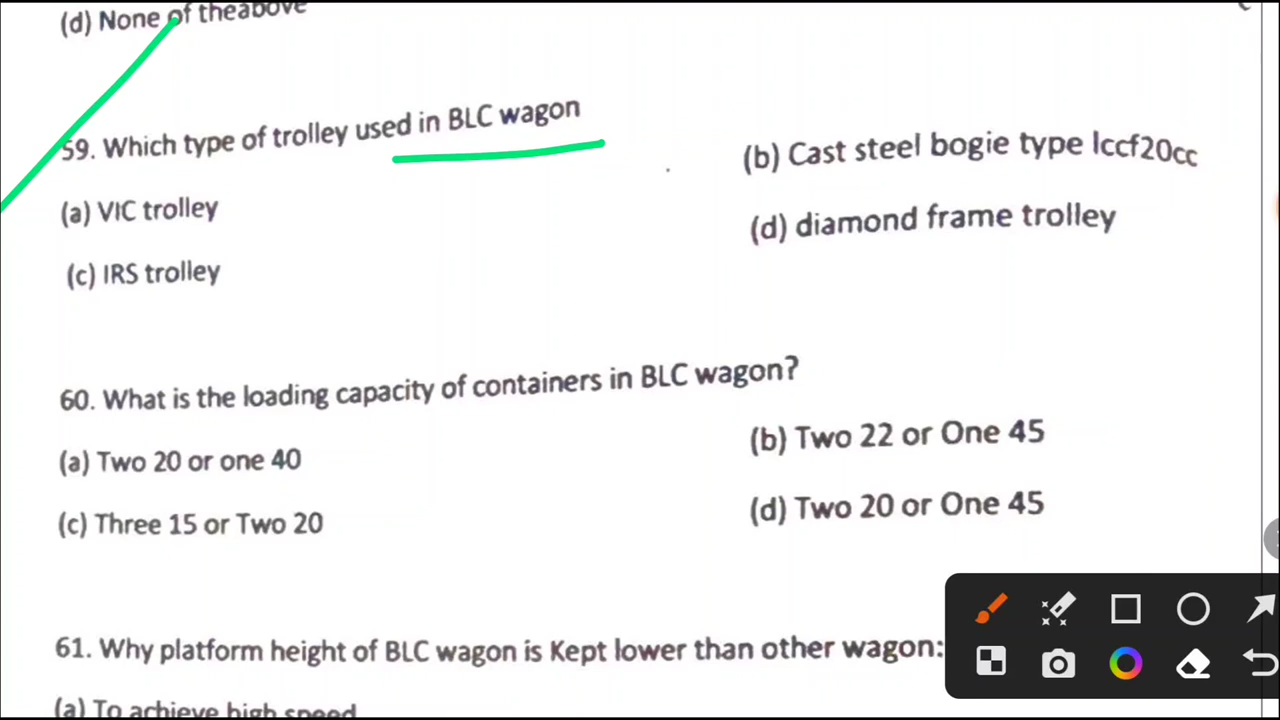 (d) None of theabove
59. Which type of trolley used in BLC wagon
(a) VIC trolley
(b) Cast steel bogie type lccf20cc
(c) IRS trolley
(d) diamond frame trolley
60. What is the loading capacity of containers in BLC wagon?
(a) Two 20 or one 40
(b) Two 22 or One 45
(c) Three 15 or Two 20
(d) Two 20 or One 45
61. Why platform height of BLC wagon is Kept lower than other wagon:
(a) To achieve high speed